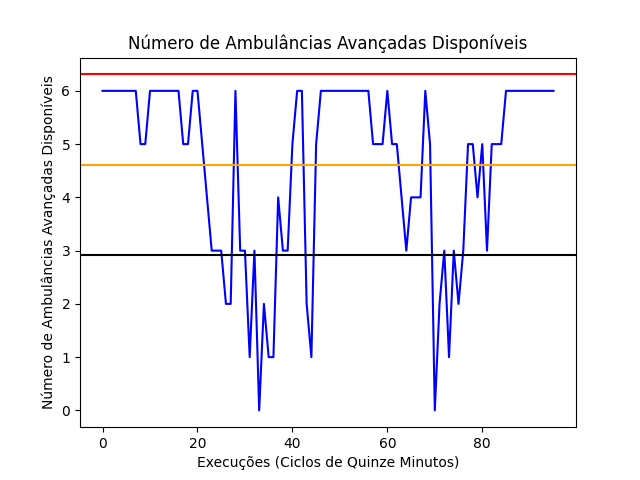 Número de Ambulâncias Avançadas Disponíveis
Número de Ambulâncias Avançadas Disponíveis
6
5
4
3
2
1
0
0 20 40 60 80
Execuções (Ciclos de Quinze Minutos)